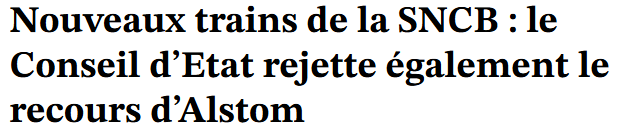 Nouveaux trains de la SNCB : le
Conseil d’Etat rejette également le
recours d’Alstom